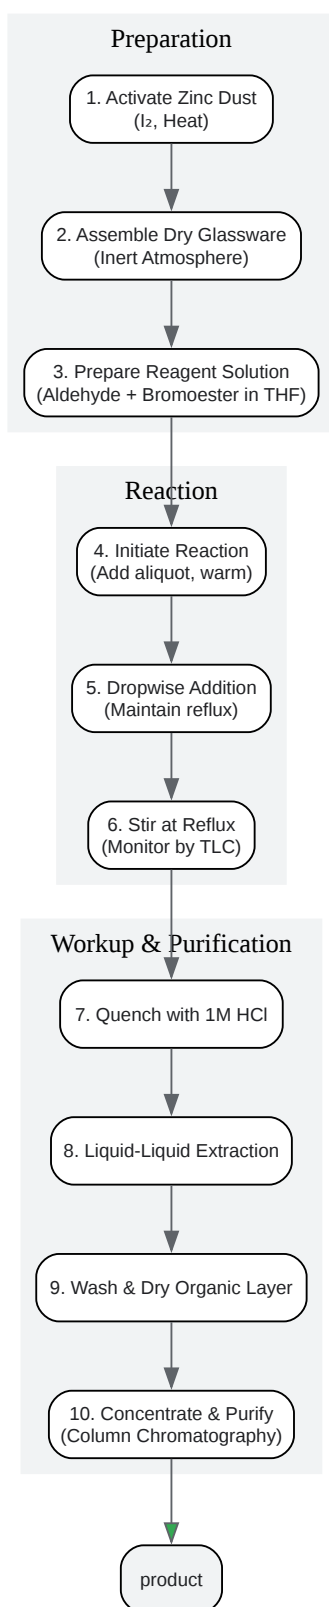 Preparation
1. Activate Zinc Dust
(I₂, Heat)
2. Assemble Dry Glassware
(Inert Atmosphere)
3. Prepare Reagent Solution
(Aldehyde + Bromoester in THF)
Reaction
4. Initiate Reaction
(Add aliquot, warm)
5. Dropwise Addition
(Maintain reflux)
6. Stir at Reflux
(Monitor by TLC)
Workup & Purification
7. Quench with 1M HCl
8. Liquid-Liquid Extraction
9. Wash & Dry Organic Layer
10. Concentrate & Purify
(Column Chromatography)
product